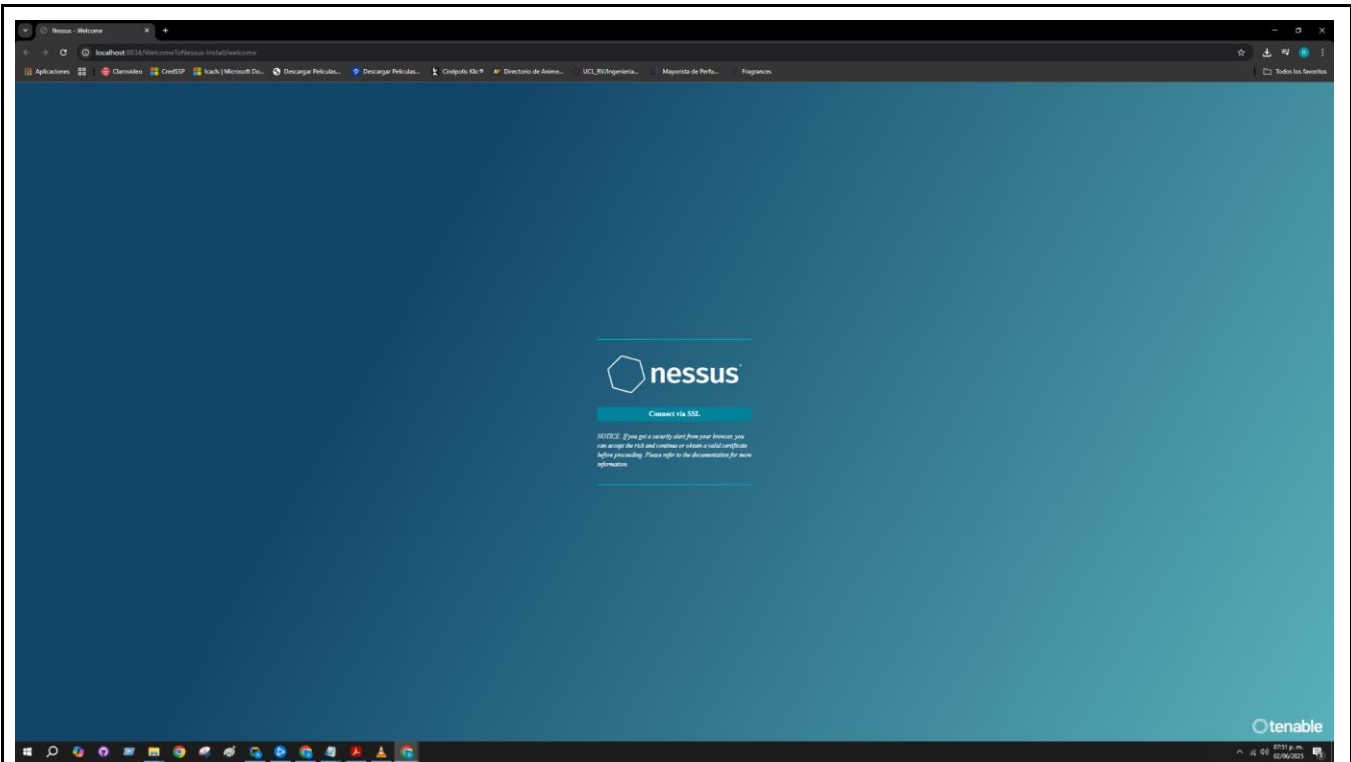 Nessus - Welcome
localhost:8834/WelcomeToNessus-Install/welcome
Aplicaciones Clarovideo CredSSP Icacls | Microsoft Do... Descargar Películas... Descargar Películas... Cinépolis Klic® Directorio de Anime... UCI_RV/Ingeniería... Mayorista de Perfu... Fragrances Todos los favoritos
nessus
Connect via SSL
NOTICE: If you get a security alert from your browser, you
can accept the risk and continue or obtain a valid certificate
before proceeding. Please refer to the documentation for more
information.
tenable
07:51 p. m.
02/06/2025